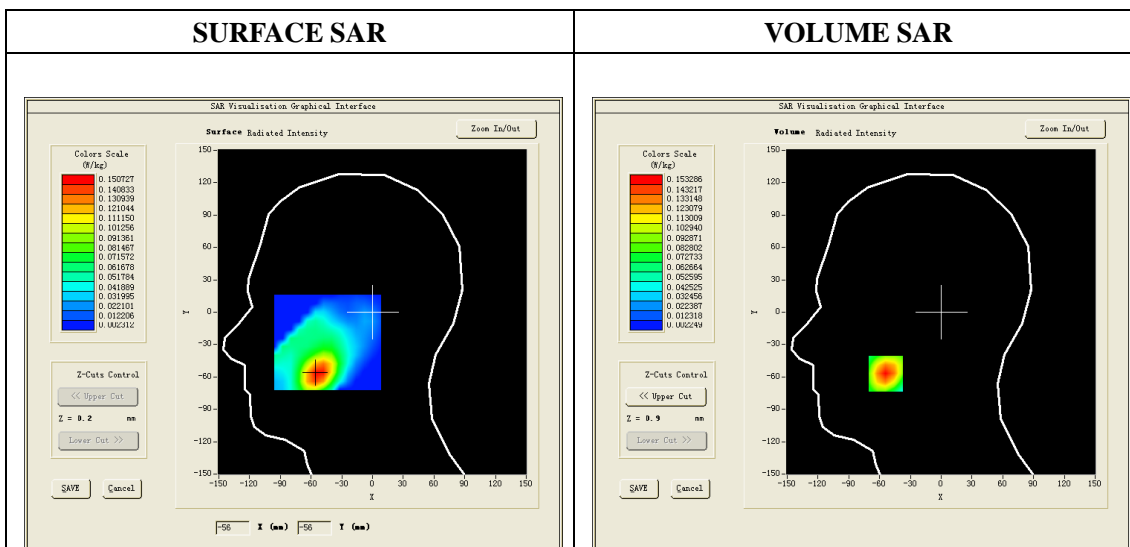 SURFACE SAR
VOLUME SAR
SAR Visualisation Graphical Interface
Surface Radiated Intensity
Zoom In/Out
Colors Scale
(W/kg)
0.150727
0.140833
0.130939
0.121044
0.111150
0.101256
0.091361
0.081467
0.071572
0.061678
0.051784
0.041889
0.031995
0.022101
0.012206
0.002312
150
120
90
60
30
Y
0
-30
-60
-90
-120
-150
-150 -120 -90 -60 -30 0 30 60 90 120 150
X
Z-Cuts Control
<< Upper Cut
Z = 0.2 mm
Lower Cut >>
SAVE Cancel
-56 X (mm) -56 Y (mm)
SAR Visualisation Graphical Interface
Volume Radiated Intensity
Zoom In/Out
Colors Scale
(W/kg)
0.153286
0.143217
0.133148
0.123079
0.113009
0.102940
0.092871
0.082802
0.072733
0.062664
0.052595
0.042525
0.032456
0.022387
0.012318
0.002249
150
120
90
60
30
Y
0
-30
-60
-90
-120
-150
-150 -120 -90 -60 -30 0 30 60 90 120 150
X
Z-Cuts Control
<< Upper Cut
Z = 0.9 mm
Lower Cut >>
SAVE Cancel